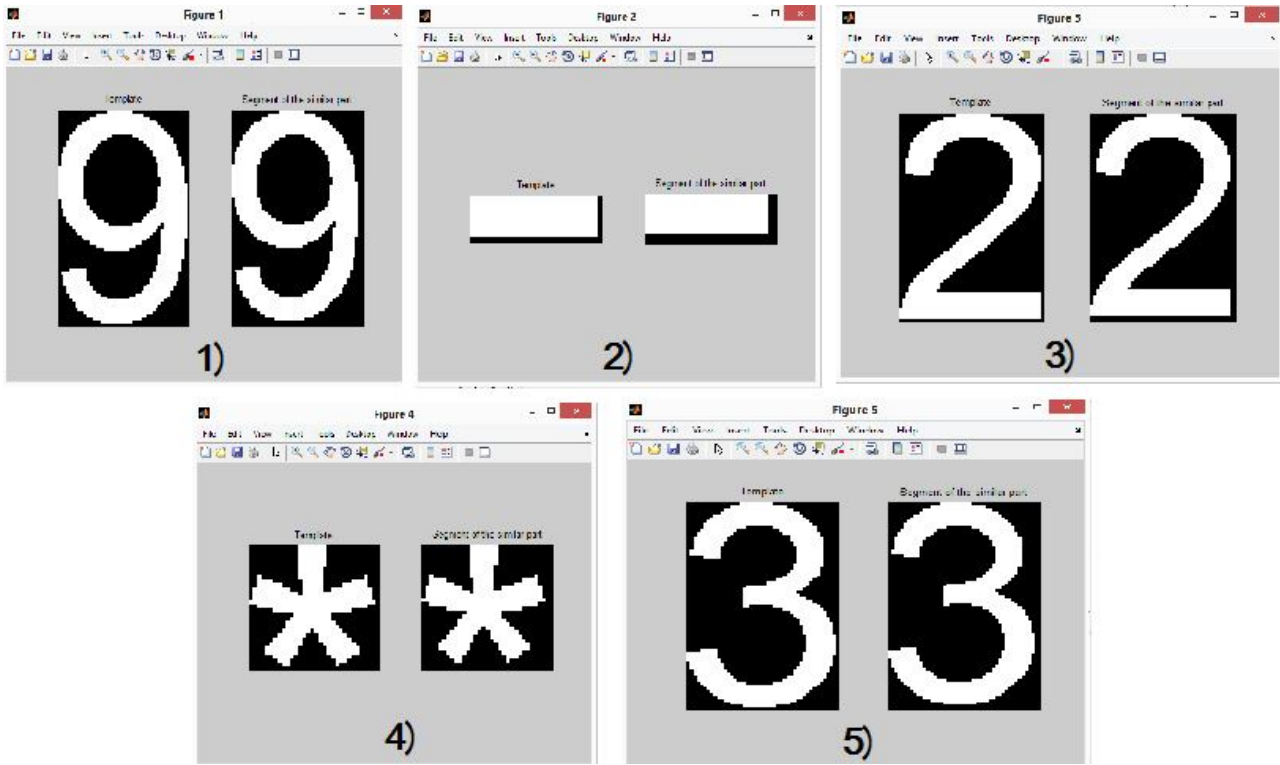 Figure 1
File Edit View Insert Tools Desktop Window Help
Template Segment of the similar part
9 9
1)
Figure 2
File Edit View Insert Tools Desktop Window Help
Template Segment of the similar part
2)
Figure 3
File Edit View Insert Tools Desktop Window Help
Template Segment of the similar part
2 2
3)
Figure 4
File Edit View Insert Tools Desktop Window Help
Template Segment of the similar part
* *
4)
Figure 5
File Edit View Insert Tools Desktop Window Help
Template Segment of the similar part
3 3
5)